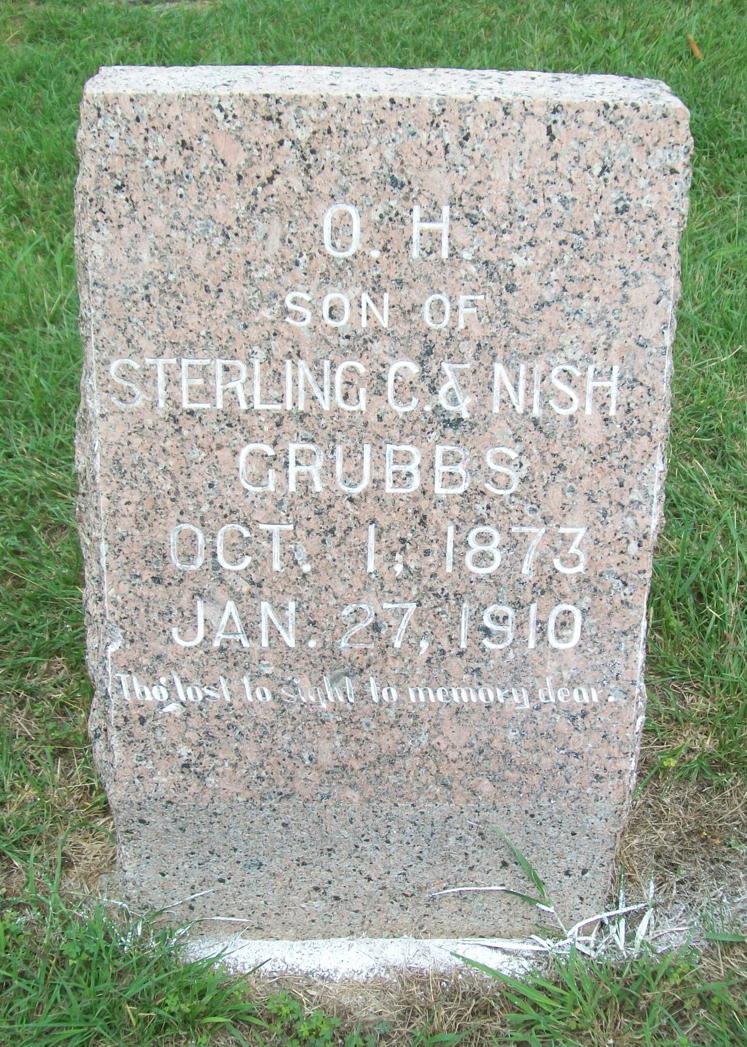 O. H.
SON OF
STERLING C. & NISH
GRUBBS
OCT. 1, 1873
JAN. 27, 1910
Tho' lost to sight to memory dear.